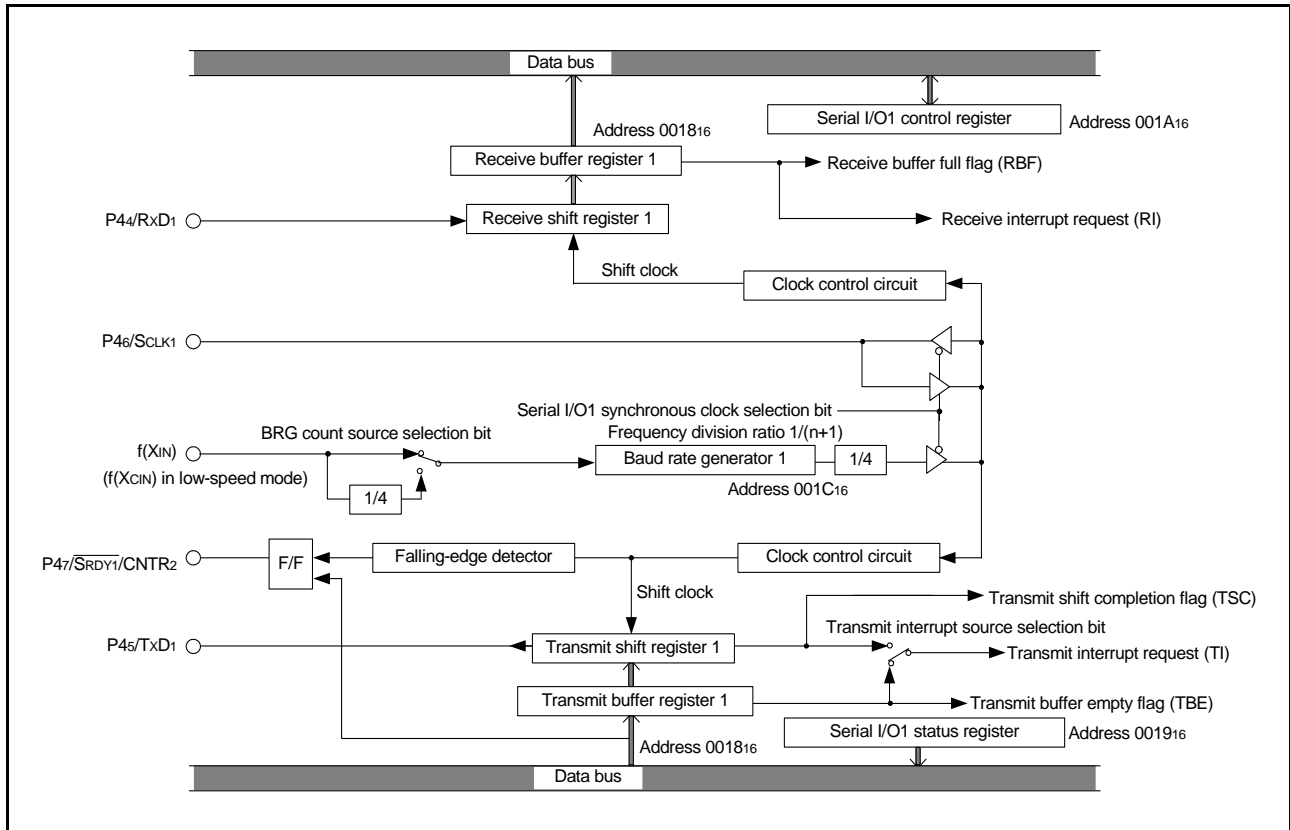 Data bus
Serial I/O1 control register
Address 001A16
Address 001816
Receive buffer register 1
Receive buffer full flag (RBF)
P44/RXD1
Receive shift register 1
Receive interrupt request (RI)
Shift clock
Clock control circuit
P46/SCLK1
Serial I/O1 synchronous clock selection bit
BRG count source selection bit
Frequency division ratio 1/(n+1)
f(XIN)
Baud rate generator 1
1/4
(f(XCIN) in low-speed mode)
1/4
Address 001C16
P47/SRDY1/CNTR2
F/F
Falling-edge detector
Clock control circuit
Shift clock
Transmit shift completion flag (TSC)
Transmit interrupt source selection bit
P45/TXD1
Transmit shift register 1
Transmit interrupt request (TI)
Transmit buffer register 1
Transmit buffer empty flag (TBE)
Address 001816
Serial I/O1 status register
Address 001916
Data bus